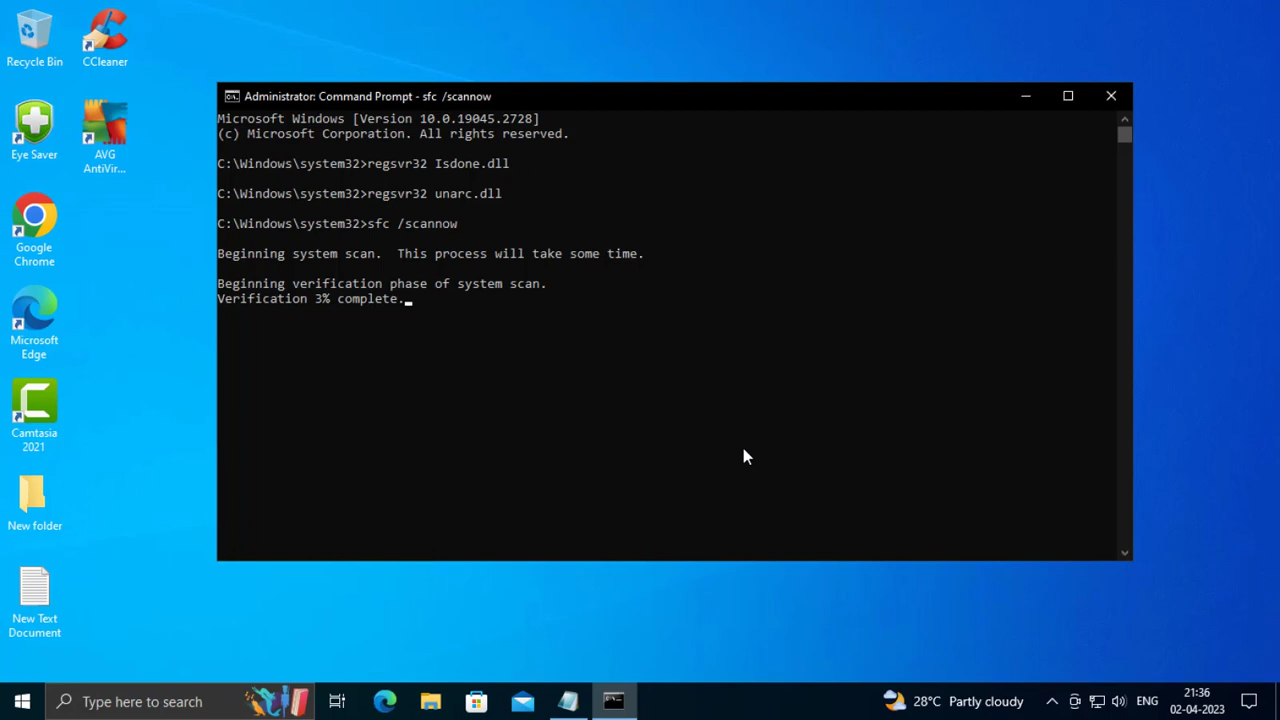 Recycle Bin
CCleaner
Eye Saver
AVG
AntiVir...
Google
Chrome
Microsoft
Edge
Camtasia
2021
New folder
New Text
Document
Administrator: Command Prompt - sfc  /scannow
Microsoft Windows [Version 10.0.19045.2728]
(c) Microsoft Corporation. All rights reserved.
C:\Windows\system32>regsvr32 Isdone.dll
C:\Windows\system32>regsvr32 unarc.dll
C:\Windows\system32>sfc /scannow
Beginning system scan.  This process will take some time.
Beginning verification phase of system scan.
Verification 3% complete.
Type here to search
28°C  Partly cloudy
ENG
21:36
02-04-2023